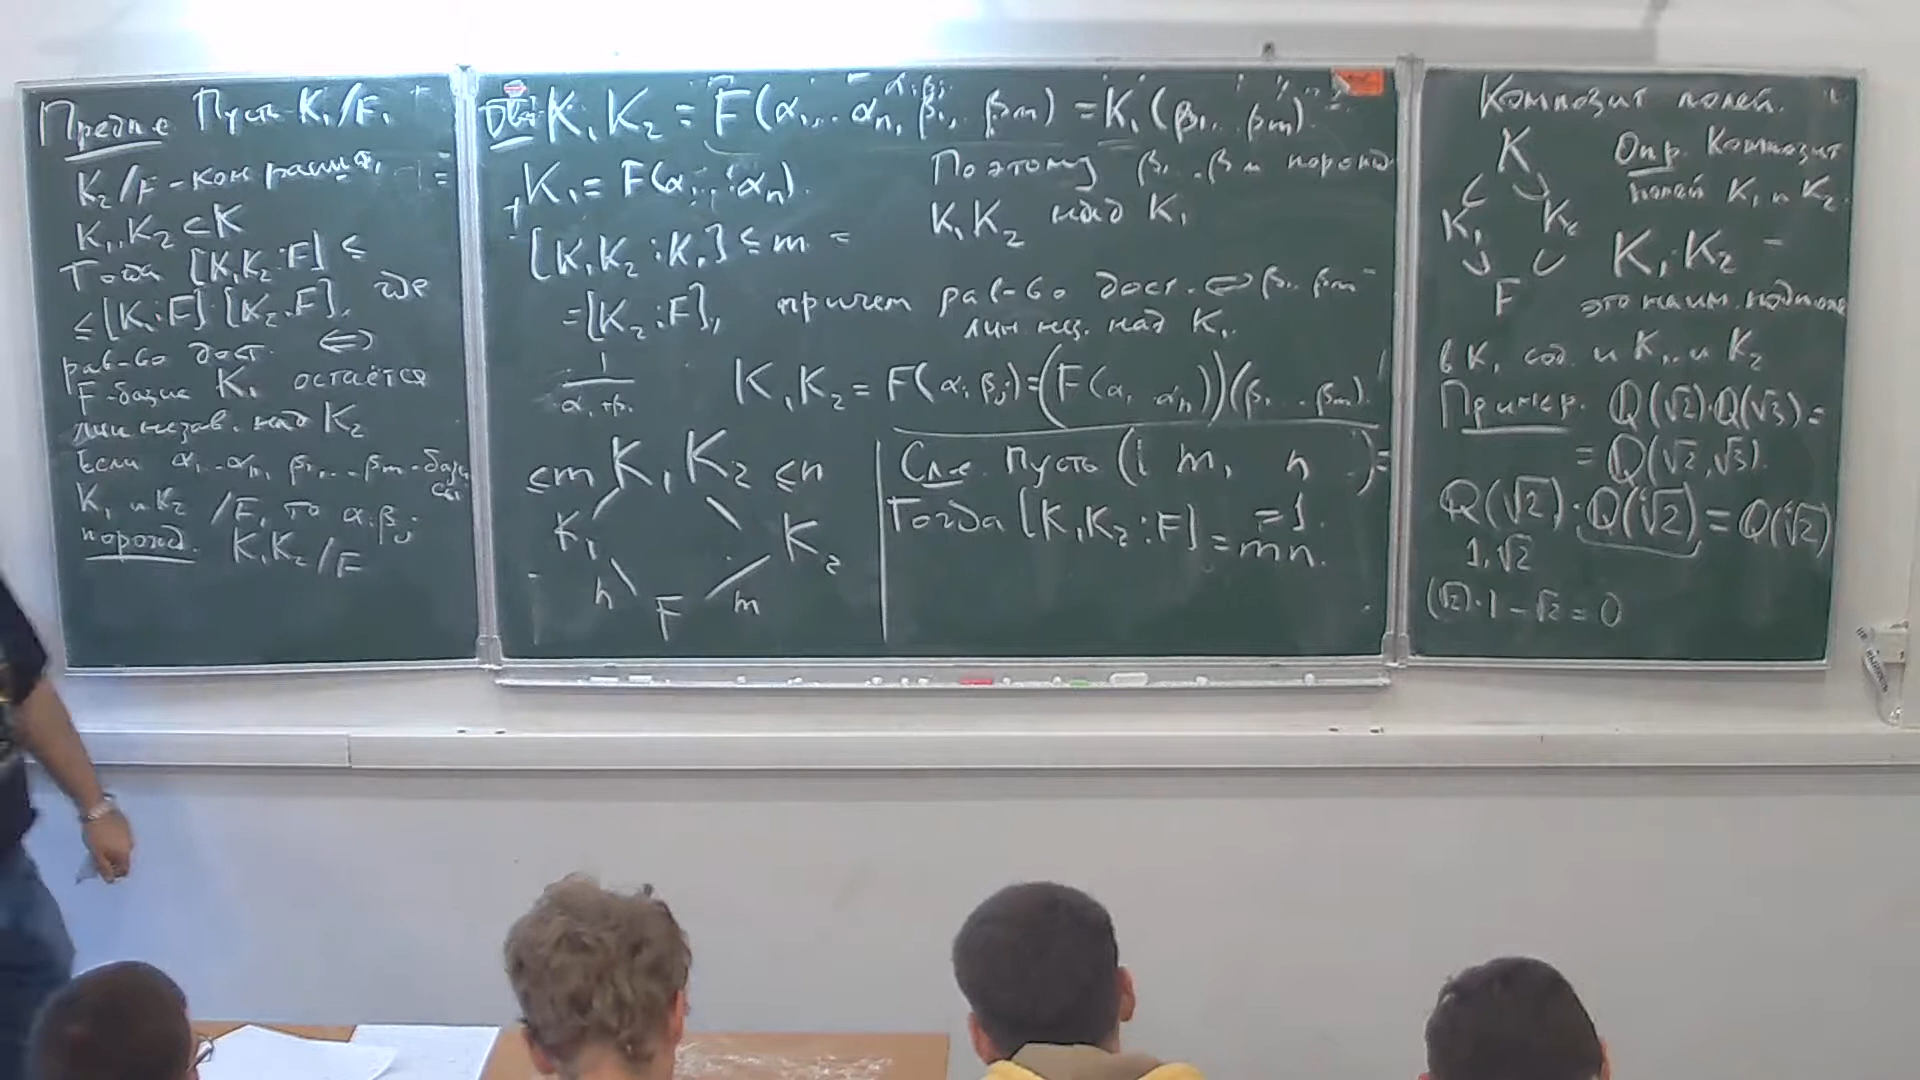 Предл-е Пусть K₁/F,
K₂/F - кон. расш.,
K₁, K₂ ⊂ K
Тогда [K₁K₂:F] ≤
≤ [K₁:F]·[K₂:F], где
рав-во дост. ⟺
F-базис K₁ остаётся
лин. незав. над K₂
Если α₁...αₙ, β₁,...βₘ - базисы
K₁ и K₂ /F, то αᵢβⱼ
порожд. K₁K₂/F
K₁K₂ = F(α₁... αₙ, β₁,.. βₘ) = K₁(β₁... βₘ).
αᵢβⱼ
K₁ = F(α₁...αₙ).
[K₁K₂:K₁] ≤ m =
= [K₂:F],
Поэтому β₁...βₘ порожд
K₁K₂ над K₁
причем рав-во дост. ⟺ β₁...βₘ -
лин. нез. над K₁.
K₁K₂ = F(αᵢβⱼ) = (F(α₁ αₙ))(β₁...βₘ).
≤m K₁K₂ ≤n
K₁ K₂
n F m
Сл-е. Пусть ( m, n ) =
= 1.
Тогда [K₁K₂:F] = mn.
Композит полей.
K
K₁ K₂
F
Опр. Композит
полей K₁ и K₂
K₁K₂ -
это наим. подполе
в K, сод. и K₁ и K₂
Пример. Q(√2)·Q(√3) =
= Q(√2,√3).
Q(√2)·Q(ⁱ√2) = Q(ⁱ√2)
1, √2
(√2)·1 - √2 = 0